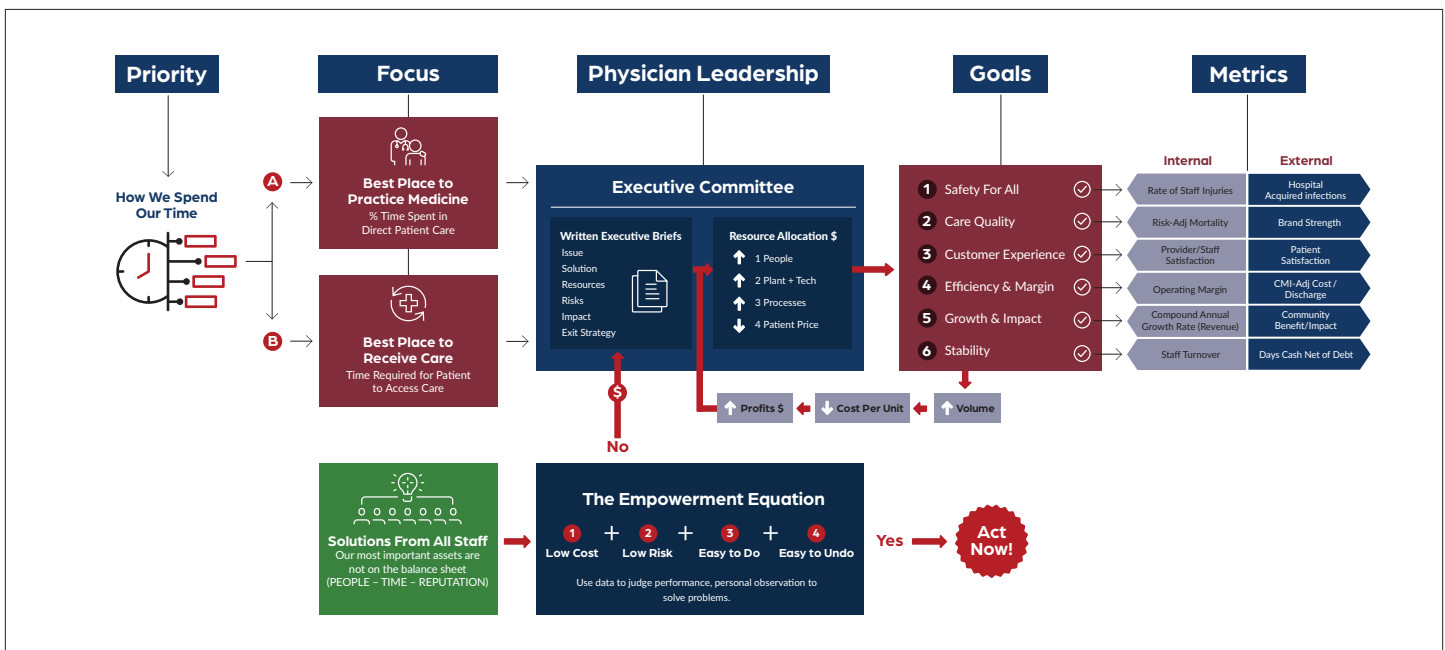 Priority
Focus
Physician Leadership
Goals
Metrics
How We Spend
Our Time
A
Best Place to
Practice Medicine
% Time Spent in
Direct Patient Care
B
Best Place to
Receive Care
Time Required for Patient
to Access Care
Executive Committee
Written Executive Briefs
Issue
Solution
Resources
Risks
Impact
Exit Strategy
Resource Allocation $
1 People
2 Plant + Tech
3 Processes
4 Patient Price
1 Safety For All
2 Care Quality
3 Customer Experience
4 Efficiency & Margin
5 Growth & Impact
6 Stability
Internal
External
Rate of Staff Injuries
Hospital
Acquired infections
Risk-Adj Mortality
Brand Strength
Provider/Staff
Satisfaction
Patient
Satisfaction
Operating Margin
CMI-Adj Cost /
Discharge
Compound Annual
Growth Rate (Revenue)
Community
Benefit/Impact
Staff Turnover
Days Cash Net of Debt
Profits $
Cost Per Unit
Volume
$
No
Solutions From All Staff
Our most important assets are
not on the balance sheet
(PEOPLE – TIME – REPUTATION)
The Empowerment Equation
1 + 2 + 3 + 4
Low Cost Low Risk Easy to Do Easy to Undo
Use data to judge performance, personal observation to
solve problems.
Yes
Act
Now!